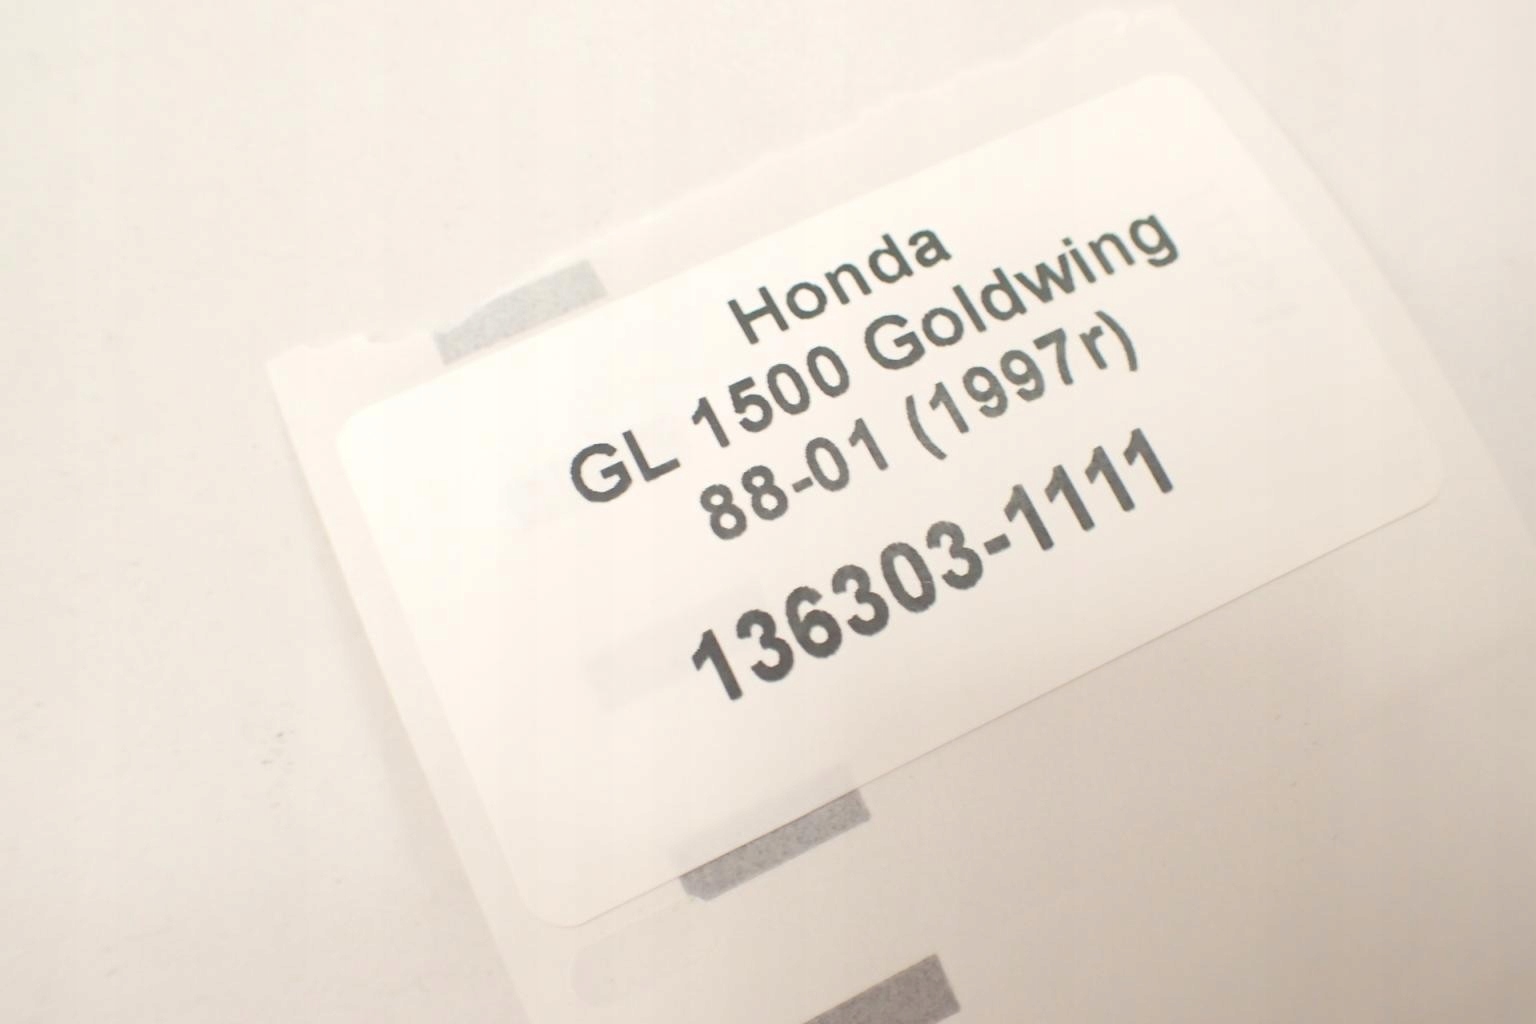 Honda
GL 1500 Goldwing
88-01 (1997r)
136303-1111